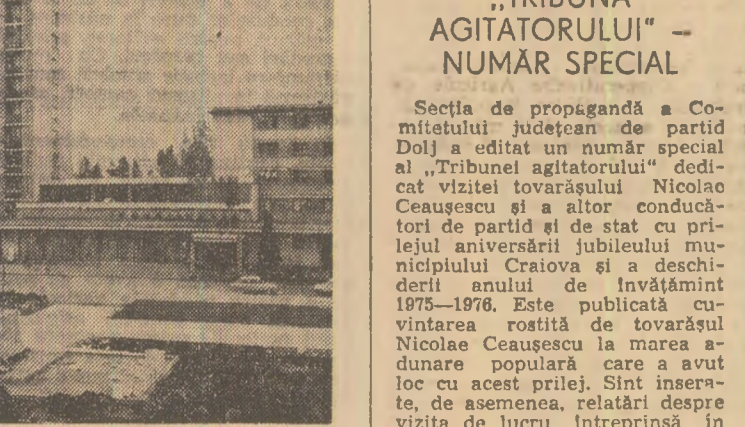 „TRIBUNA
AGITATORULUI" —
NUMĂR SPECIAL
Secția de propagandă a Co-
mitetului județean de partid
Dolj a editat un număr special
al „Tribunei agitatorului“ dedi-
cat vizitei tovarășului Nicolae
Ceaușescu și a altor conducă-
tori de partid și de stat cu pri-
lejul aniversării jubileului mu-
nicipiului Craiova și a deschi-
derii anului de învățămînt
1975—1976. Este publicată cu-
vîntarea rostită de tovarășul
Nicolae Ceaușescu la marea a-
dunare populară care a avut
loc cu acest prilej. Sînt insera-
te, de asemenea, relatări despre
vizita de lucru întreprinsă în